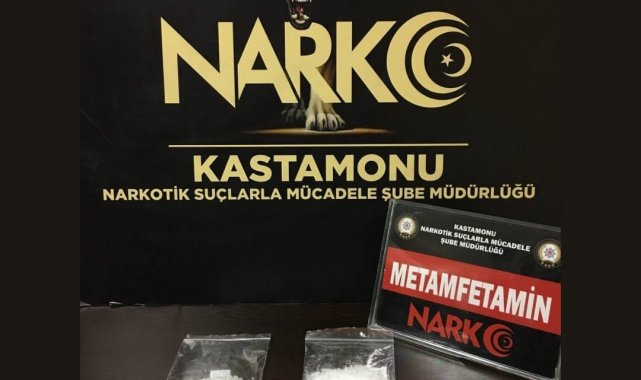 NARKO
KASTAMONU
NARKOTİK SUÇLARLA MÜCADELE ŞUBE MÜDÜRLÜĞÜ
KASTAMONU
NARKOTİK SUÇLARLA MÜCADELE
ŞUBE MÜDÜRLÜĞÜ
METAMFETAMİN
NARKO